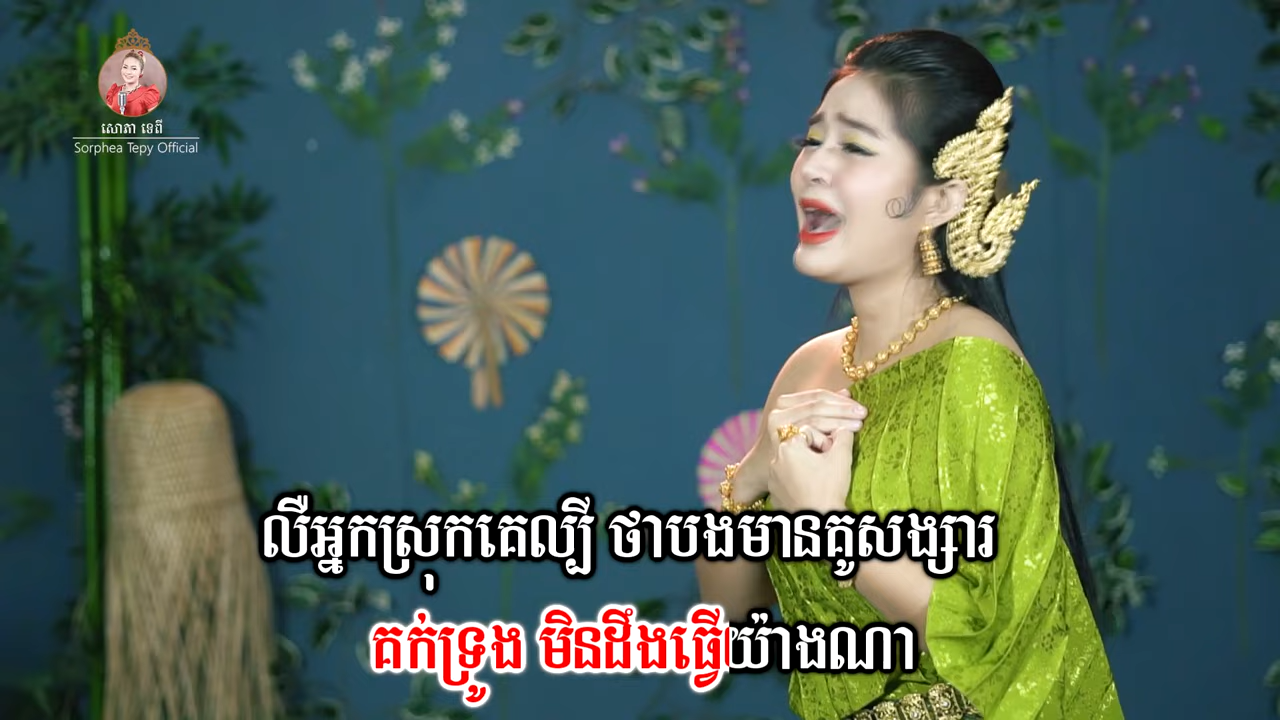 សោភា ទេពី
Sorphea Tepy Official
លឺអ្នកស្រុកគេល្បី ថាបងមានគូសង្សារ
គក់ទ្រូង មិនដឹងធ្វើយ៉ាងណា